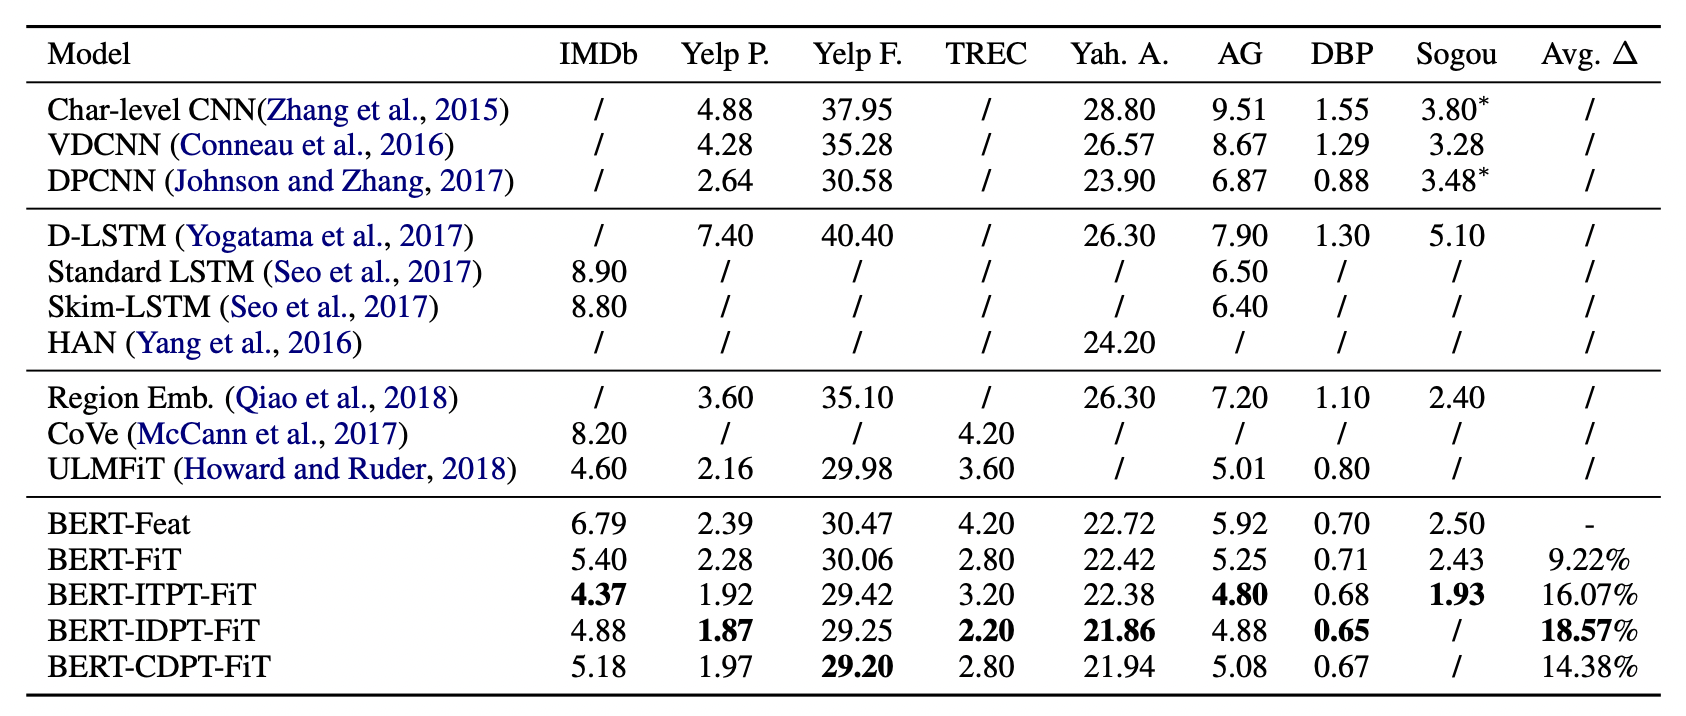 Model IMDb Yelp P. Yelp F. TREC Yah. A. AG DBP Sogou Avg. Δ
Char-level CNN(Zhang et al., 2015) / 4.88 37.95 / 28.80 9.51 1.55 3.80* /
VDCNN (Conneau et al., 2016) / 4.28 35.28 / 26.57 8.67 1.29 3.28 /
DPCNN (Johnson and Zhang, 2017) / 2.64 30.58 / 23.90 6.87 0.88 3.48* /
D-LSTM (Yogatama et al., 2017) / 7.40 40.40 / 26.30 7.90 1.30 5.10 /
Standard LSTM (Seo et al., 2017) 8.90 / / / / 6.50 / / /
Skim-LSTM (Seo et al., 2017) 8.80 / / / / 6.40 / / /
HAN (Yang et al., 2016) / / / / 24.20 / / / /
Region Emb. (Qiao et al., 2018) / 3.60 35.10 / 26.30 7.20 1.10 2.40 /
CoVe (McCann et al., 2017) 8.20 / / 4.20 / / / / /
ULMFiT (Howard and Ruder, 2018) 4.60 2.16 29.98 3.60 / 5.01 0.80 / /
BERT-Feat 6.79 2.39 30.47 4.20 22.72 5.92 0.70 2.50 -
BERT-FiT 5.40 2.28 30.06 2.80 22.42 5.25 0.71 2.43 9.22%
BERT-ITPT-FiT 4.37 1.92 29.42 3.20 22.38 4.80 0.68 1.93 16.07%
BERT-IDPT-FiT 4.88 1.87 29.25 2.20 21.86 4.88 0.65 / 18.57%
BERT-CDPT-FiT 5.18 1.97 29.20 2.80 21.94 5.08 0.67 / 14.38%